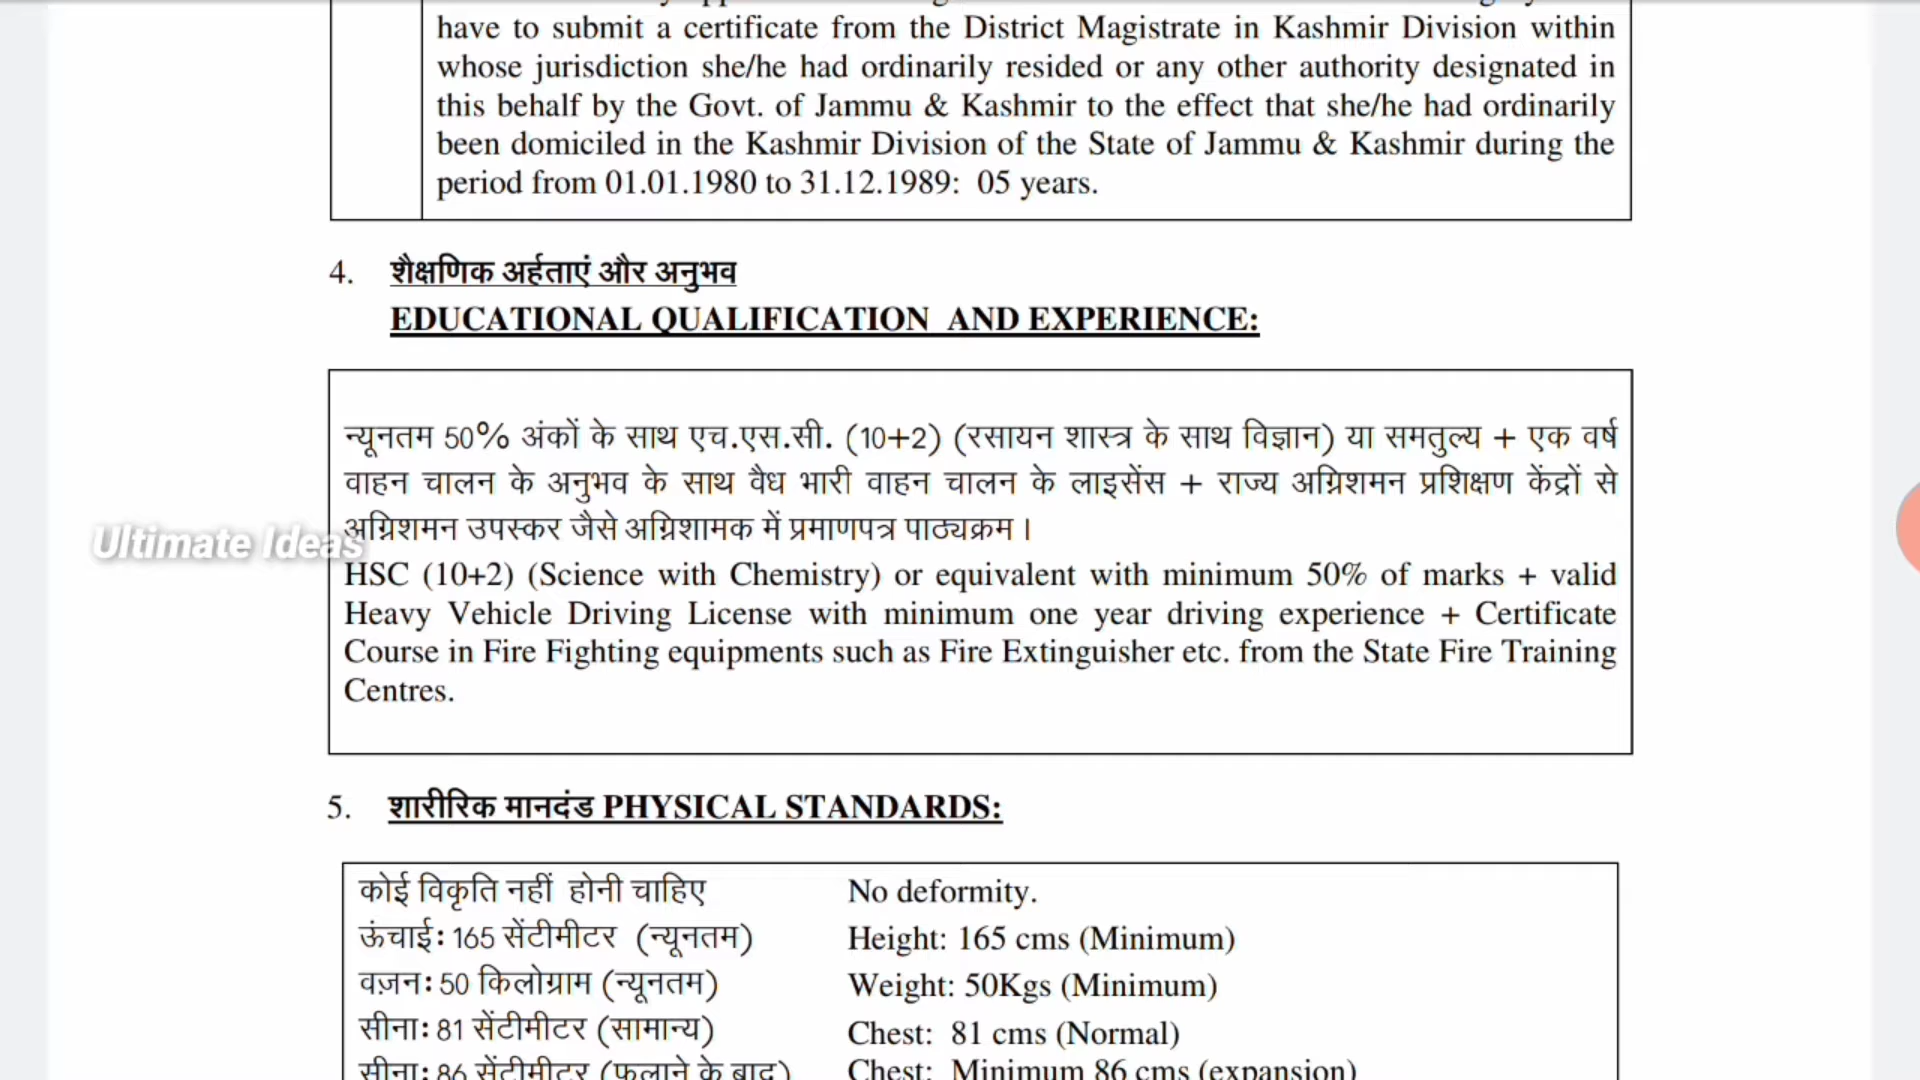 have to submit a certificate from the District Magistrate in Kashmir Division within
whose jurisdiction she/he had ordinarily resided or any other authority designated in
this behalf by the Govt. of Jammu & Kashmir to the effect that she/he had ordinarily
been domiciled in the Kashmir Division of the State of Jammu & Kashmir during the
period from 01.01.1980 to 31.12.1989: 05 years.
4. शैक्षणिक अर्हताएं और अनुभव
EDUCATIONAL QUALIFICATION AND EXPERIENCE:
न्यूनतम 50% अंकों के साथ एच.एस.सी. (10+2) (रसायन शास्त्र के साथ विज्ञान) या समतुल्य + एक वर्ष
वाहन चालन के अनुभव के साथ वैध भारी वाहन चालन के लाइसेंस + राज्य अग्निशमन प्रशिक्षण केंद्रों से
अग्निशमन उपस्कर जैसे अग्निशामक में प्रमाणपत्र पाठ्यक्रम।
Ultimate Ideas
HSC (10+2) (Science with Chemistry) or equivalent with minimum 50% of marks + valid
Heavy Vehicle Driving License with minimum one year driving experience + Certificate
Course in Fire Fighting equipments such as Fire Extinguisher etc. from the State Fire Training
Centres.
5. शारीरिक मानदंड PHYSICAL STANDARDS:
कोई विकृति नहीं होनी चाहिए No deformity.
ऊंचाई: 165 सेंटीमीटर (न्यूनतम) Height: 165 cms (Minimum)
वज़न: 50 किलोग्राम (न्यूनतम) Weight: 50Kgs (Minimum)
सीना: 81 सेंटीमीटर (सामान्य) Chest: 81 cms (Normal)
सीना: 86 सेंटीमीटर (फुलाने के बाद) Chest: Minimum 86 cms (expansion)